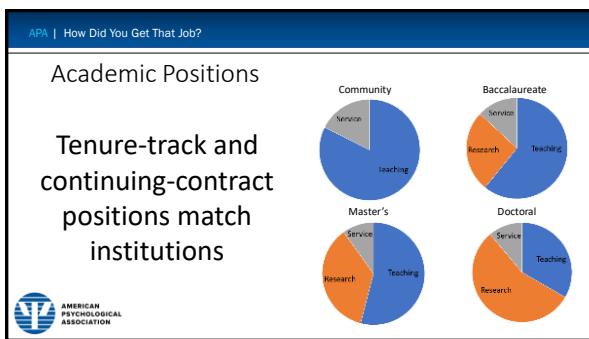 APA | How Did You Get That Job?
Academic Positions
Tenure-track and
continuing-contract
positions match
institutions
Community
Service
Teaching
Baccalaureate
Service
Research
Teaching
Master's
Service
Research
Teaching
Doctoral
Service
Teaching
Research
AMERICAN
PSYCHOLOGICAL
ASSOCIATION